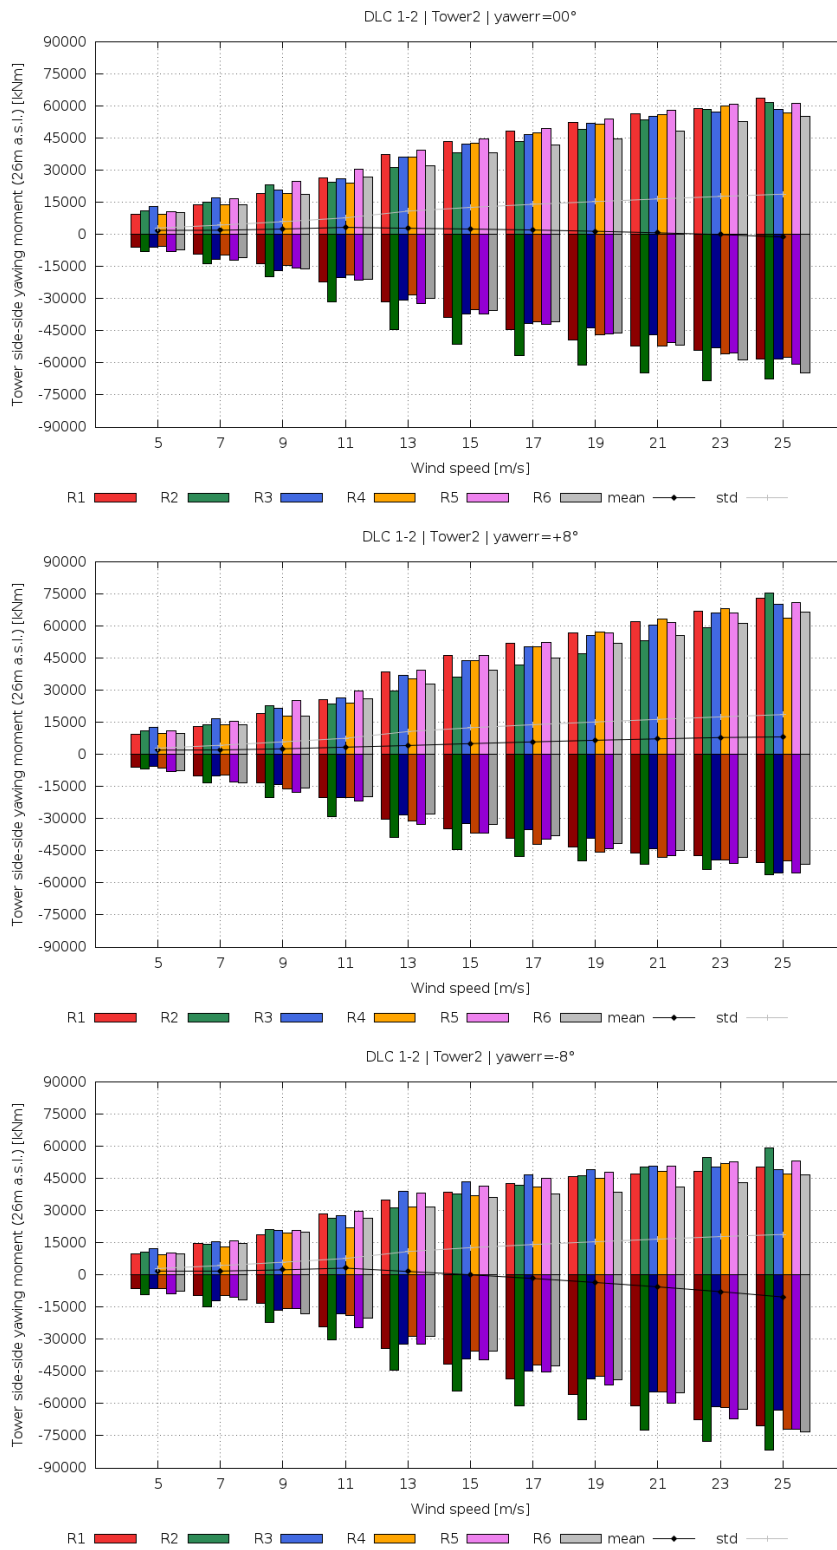 DLC 1-2 | Tower2 | yawerr=00°
Tower side-side yawing moment (26m a.s.l.) [kNm]
90000
75000
60000
45000
30000
15000
0
-15000
-30000
-45000
-60000
-75000
-90000
5 7 9 11 13 15 17 19 21 23 25
Wind speed [m/s]
R1 R2 R3 R4 R5 R6 mean std
DLC 1-2 | Tower2 | yawerr=+8°
Tower side-side yawing moment (26m a.s.l.) [kNm]
90000
75000
60000
45000
30000
15000
0
-15000
-30000
-45000
-60000
-75000
-90000
5 7 9 11 13 15 17 19 21 23 25
Wind speed [m/s]
R1 R2 R3 R4 R5 R6 mean std
DLC 1-2 | Tower2 | yawerr=-8°
Tower side-side yawing moment (26m a.s.l.) [kNm]
90000
75000
60000
45000
30000
15000
0
-15000
-30000
-45000
-60000
-75000
-90000
5 7 9 11 13 15 17 19 21 23 25
Wind speed [m/s]
R1 R2 R3 R4 R5 R6 mean std